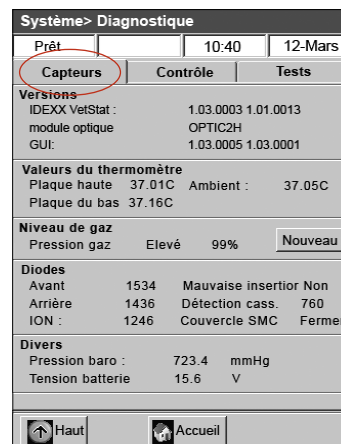 Système> Diagnostique
Prêt 10:40 12-Mars
Capteurs Contrôle Tests
Versions
IDEXX VetStat : 1.03.0003 1.01.0013
module optique OPTIC2H
GUI: 1.03.0005 1.03.0001
Valeurs du thermomètre
Plaque haute 37.01C Ambient : 37.05C
Plaque du bas 37.16C
Niveau de gaz
Pression gaz Elevé 99% Nouveau
Diodes
Avant 1534 Mauvaise insertior Non
Arrière 1436 Détection cass. 760
ION : 1246 Couvercle SMC Ferme
Divers
Pression baro : 723.4 mmHg
Tension batterie 15.6 V
Haut Accueil